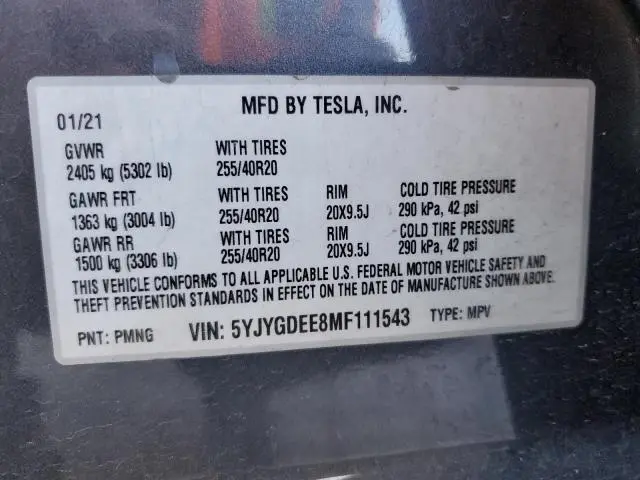 MFD BY TESLA, INC.
01/21
GVWR WITH TIRES
2405 kg (5302 lb) 255/40R20
GAWR FRT WITH TIRES RIM COLD TIRE PRESSURE
1363 kg (3004 lb) 255/40R20 20X9.5J 290 kPa, 42 psi
GAWR RR WITH TIRES RIM COLD TIRE PRESSURE
1500 kg (3306 lb) 255/40R20 20X9.5J 290 kPa, 42 psi
THIS VEHICLE CONFORMS TO ALL APPLICABLE U.S. FEDERAL MOTOR VEHICLE SAFETY AND
THEFT PREVENTION STANDARDS IN EFFECT ON THE DATE OF MANUFACTURE SHOWN ABOVE.
PNT: PMNG VIN: 5YJYGDEE8MF111543 TYPE: MPV